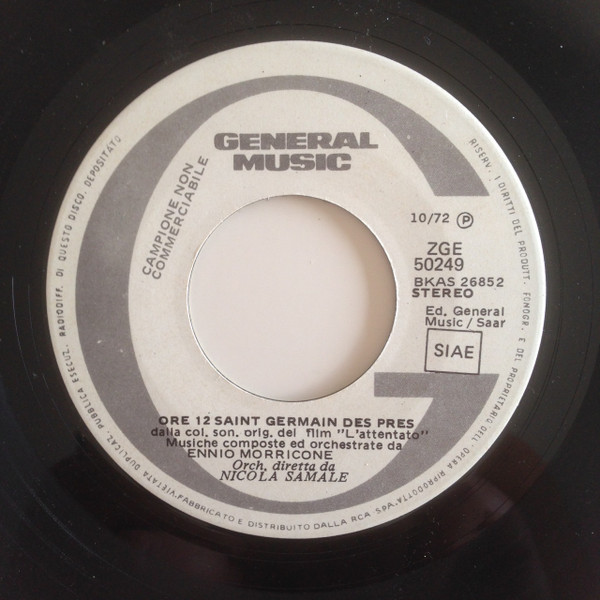 GENERAL
MUSIC
CAMPIONE NON
COMMERCIABILE
10/72 Ⓟ
ZGE
50249
BKAS 26852
STEREO
Ed. General
Music / Saar
SIAE
ORE 12 SAINT GERMAIN DES PRES
dalla col. son. orig. del film "L'attentato"
Musiche composte ed orchestrate da
ENNIO MORRICONE
Orch. diretta da
NICOLA SAMALE
RISERV. I DIRITTI DEL PRODUTT. FONOGR. E DEL PROPRIETARIO DELL' OPERA RIPRODOTTA. FABBRICATO E DISTRIBUITO DALLA RCA SpA. VIETATA DUPLICAZ. PUBBLICA ESECUZ. RADIODIFF. DI QUESTO DISCO. DEPOSITATO